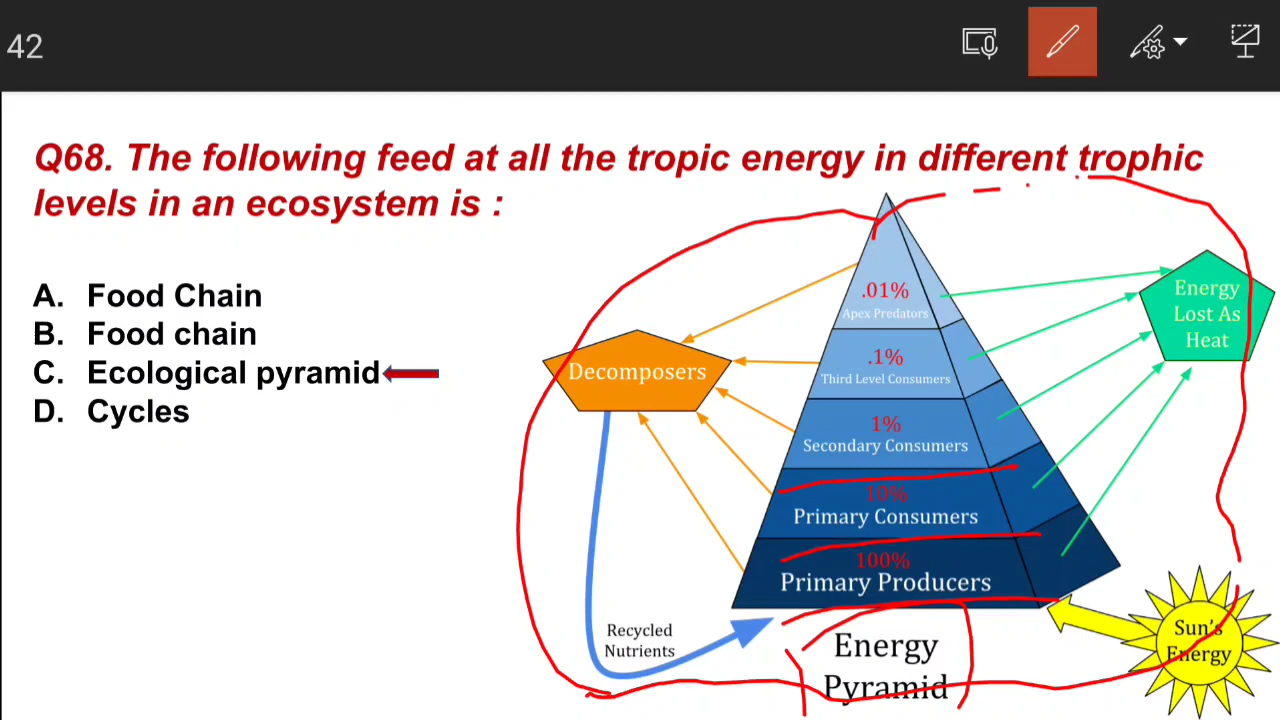 42
Q68. The following feed at all the tropic energy in different trophic
levels in an ecosystem is :
A. Food Chain
B. Food chain
C. Ecological pyramid
D. Cycles
.01%
Apex Predators
.1%
Third Level Consumers
1%
Secondary Consumers
10%
Primary Consumers
100%
Primary Producers
Decomposers
Energy
Lost As
Heat
Recycled
Nutrients
Energy
Pyramid
Sun's
Energy